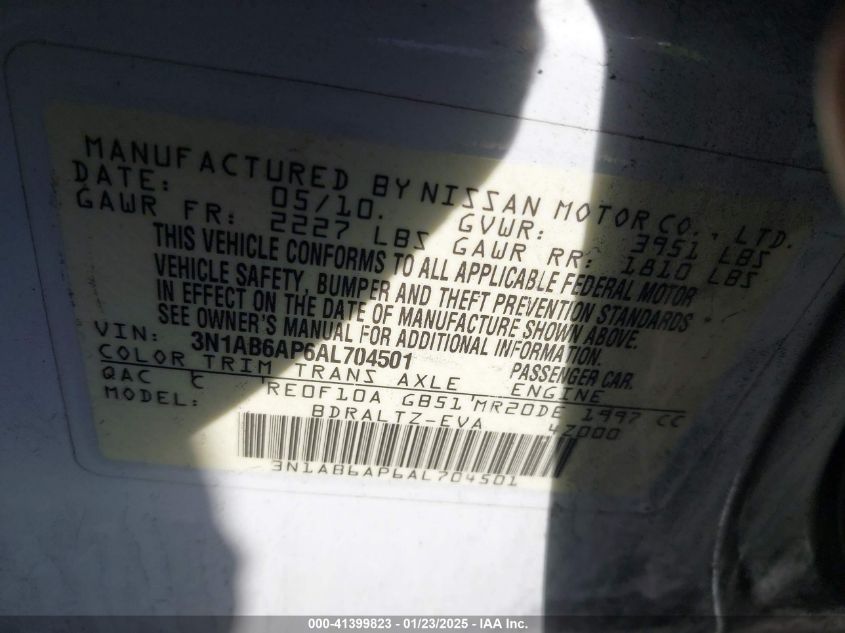 MANUFACTURED BY NISSAN MOTOR CO., LTD.
DATE: 05/10. GVWR: 3951 LBS
GAWR FR: 2227 LBS GAWR RR: 1810 LBS
THIS VEHICLE CONFORMS TO ALL APPLICABLE FEDERAL MOTOR
VEHICLE SAFETY, BUMPER AND THEFT PREVENTION STANDARDS
IN EFFECT ON THE DATE OF MANUFACTURE SHOWN ABOVE.
SEE OWNER'S MANUAL FOR ADDITIONAL INFORMATION.
VIN: 3N1AB6AP6AL704501 PASSENGER CAR.
COLOR TRIM TRANS AXLE ENGINE
QAC C RE0F10A GB51 MR20DE 1997 CC
MODEL: BDRALTZ-EVA 4Z000
3N1AB6AP6AL704501
000-41399823 / 01/23/2025 - IAA Inc.